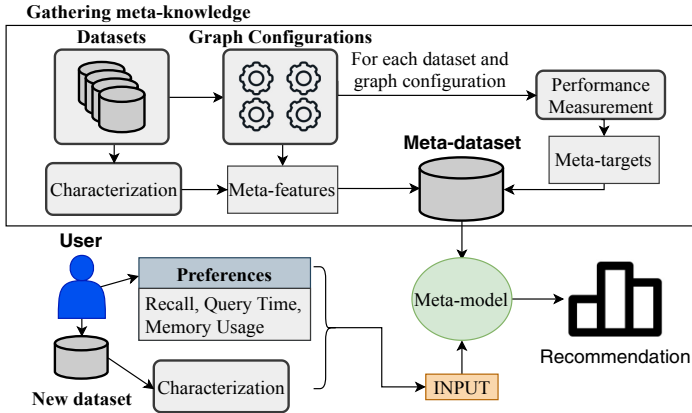 Gathering meta-knowledge
Datasets
Graph Configurations
For each dataset and
graph configuration
Performance
Measurement
Meta-dataset
Meta-targets
Characterization
Meta-features
User
Preferences
Recall, Query Time,
Memory Usage
Meta-model
Recommendation
New dataset
Characterization
INPUT